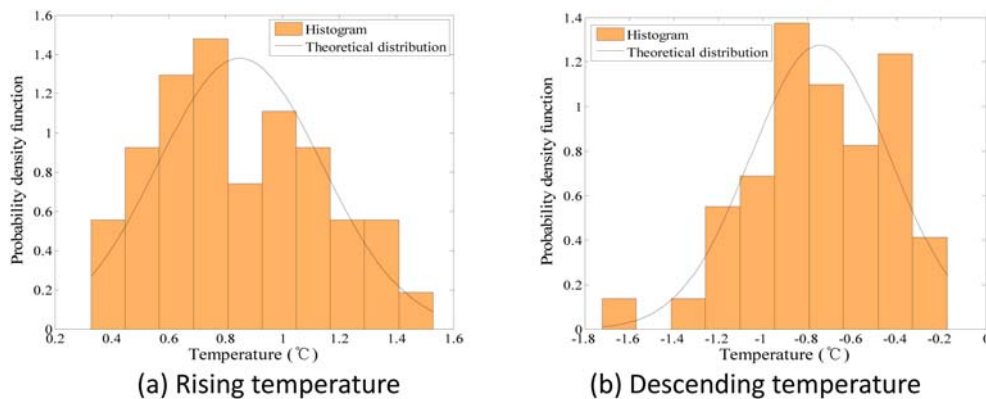 1.6
1.4
1.2
1
0.8
0.6
0.4
0.2
0
Probability density function
Histogram
Theoretical distribution
0.2 0.4 0.6 0.8 1 1.2 1.4 1.6
Temperature (℃)
(a) Rising temperature
1.4
1.2
1
0.8
0.6
0.4
0.2
0
Probability density function
Histogram
Theoretical distribution
-1.8 -1.6 -1.4 -1.2 -1 -0.8 -0.6 -0.4 -0.2 0
Temperature (℃)
(b) Descending temperature